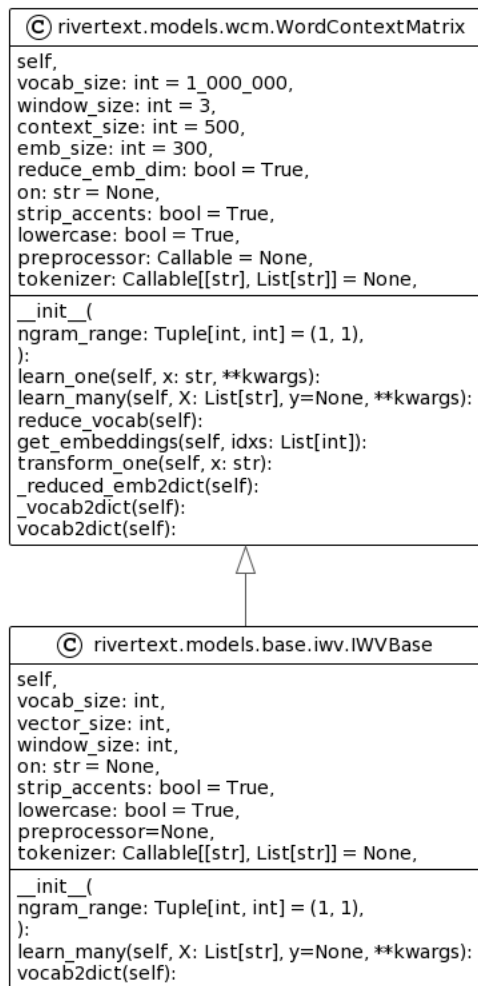 C rivertext.models.wcm.WordContextMatrix
self,
vocab_size: int = 1_000_000,
window_size: int = 3,
context_size: int = 500,
emb_size: int = 300,
reduce_emb_dim: bool = True,
on: str = None,
strip_accents: bool = True,
lowercase: bool = True,
preprocessor: Callable = None,
tokenizer: Callable[[str], List[str]] = None,
__init__(
ngram_range: Tuple[int, int] = (1, 1),
):
learn_one(self, x: str, **kwargs):
learn_many(self, X: List[str], y=None, **kwargs):
reduce_vocab(self):
get_embeddings(self, idxs: List[int]):
transform_one(self, x: str):
_reduced_emb2dict(self):
_vocab2dict(self):
vocab2dict(self):
C rivertext.models.base.iwv.IWVBase
self,
vocab_size: int,
vector_size: int,
window_size: int,
on: str = None,
strip_accents: bool = True,
lowercase: bool = True,
preprocessor=None,
tokenizer: Callable[[str], List[str]] = None,
__init__(
ngram_range: Tuple[int, int] = (1, 1),
):
learn_many(self, X: List[str], y=None, **kwargs):
vocab2dict(self):